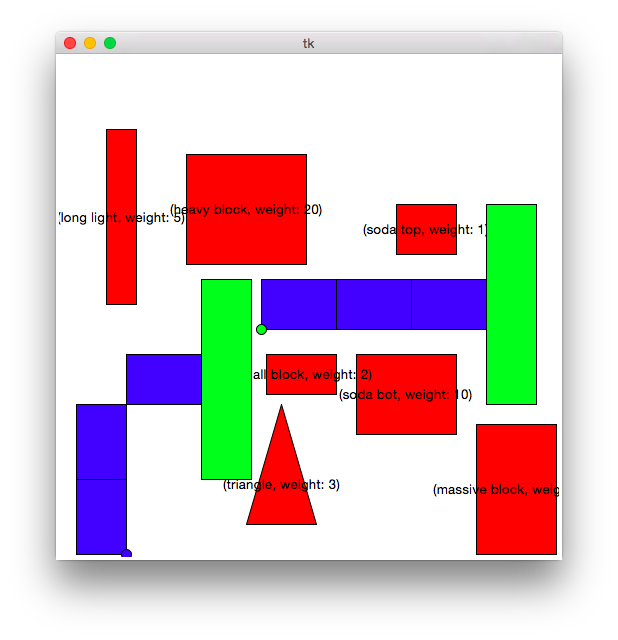 tk
(long light, weight: 5)
(heavy block, weight: 20)
(soda top, weight: 1)
all block, weight: 2)
(soda bot, weight: 10)
(triangle, weight: 3)
(massive block, weig